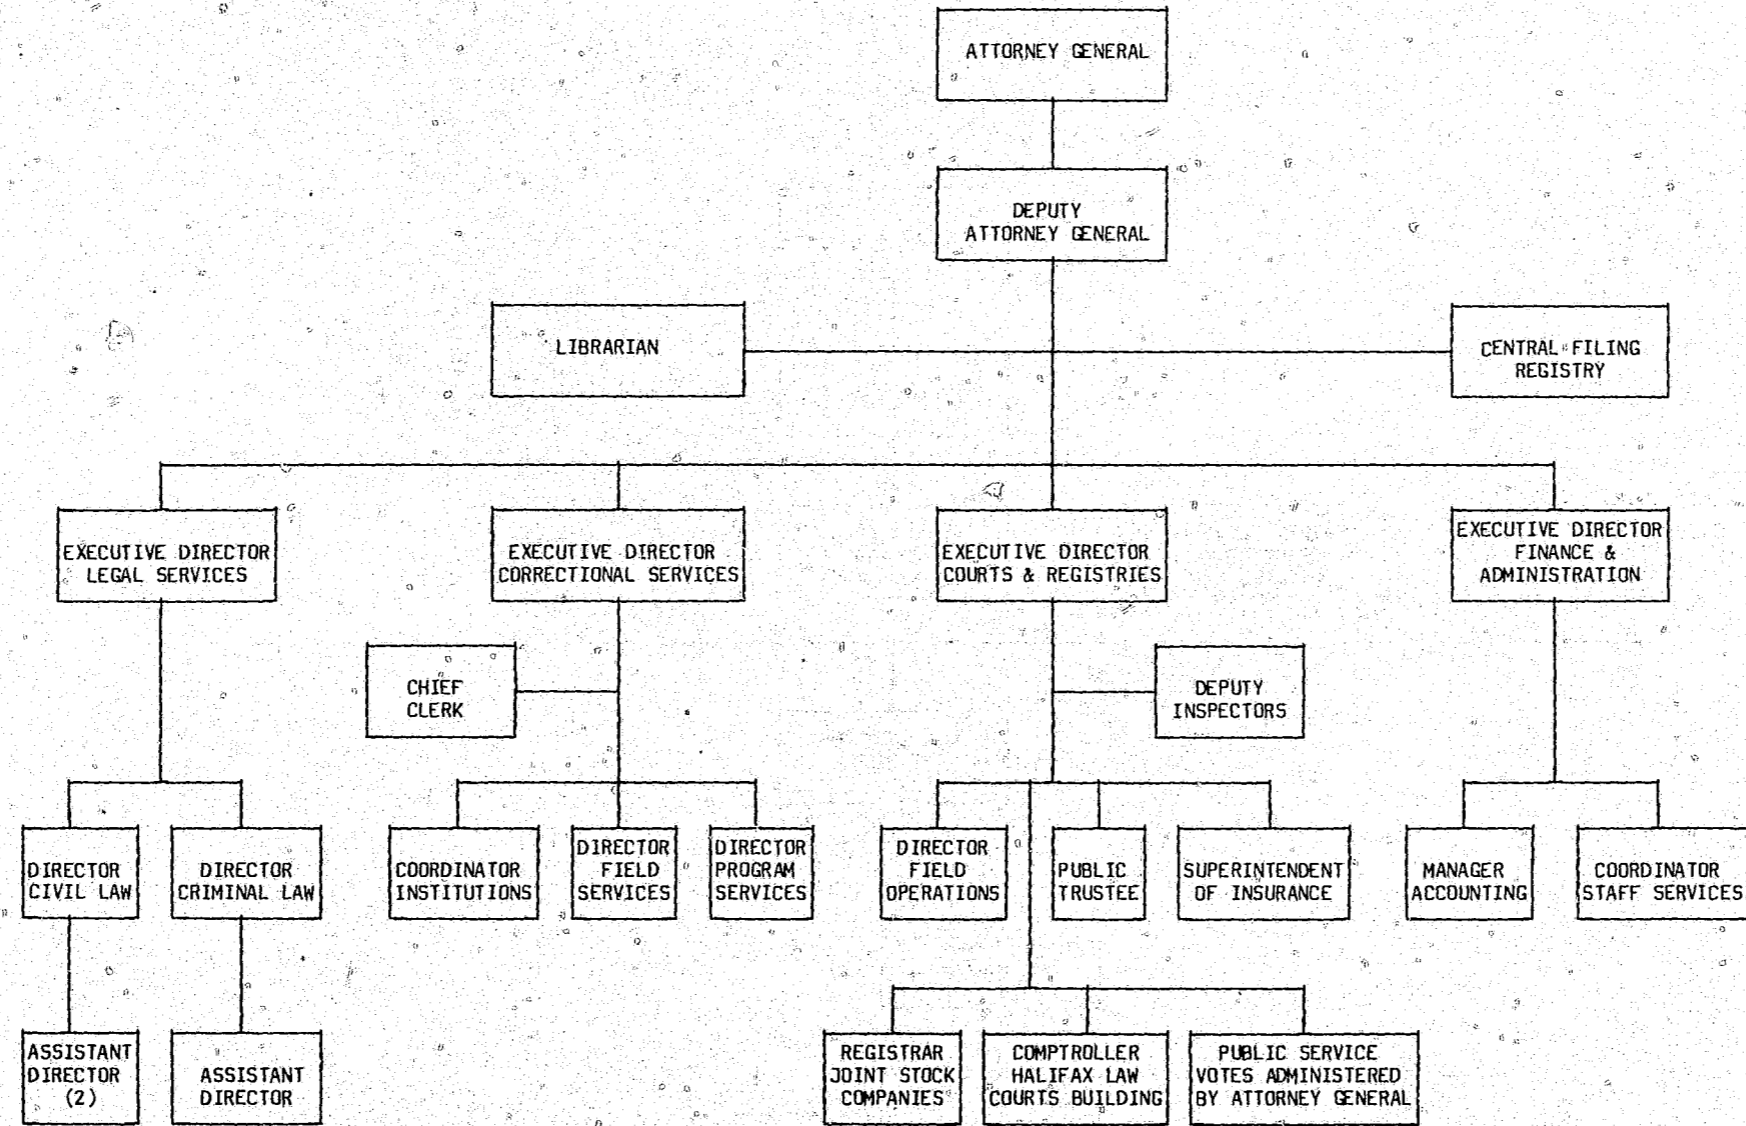 ATTORNEY GENERAL
DEPUTY
ATTORNEY GENERAL
LIBRARIAN
CENTRAL FILING
REGISTRY
EXECUTIVE DIRECTOR
LEGAL SERVICES
EXECUTIVE DIRECTOR
CORRECTIONAL SERVICES
EXECUTIVE DIRECTOR
COURTS & REGISTRIES
EXECUTIVE DIRECTOR
FINANCE &
ADMINISTRATION
CHIEF
CLERK
DEPUTY
INSPECTORS
DIRECTOR
CIVIL LAW
DIRECTOR
CRIMINAL LAW
COORDINATOR
INSTITUTIONS
DIRECTOR
FIELD
SERVICES
DIRECTOR
PROGRAM
SERVICES
DIRECTOR
FIELD
OPERATIONS
PUBLIC
TRUSTEE
SUPERINTENDENT
OF INSURANCE
MANAGER
ACCOUNTING
COORDINATOR
STAFF SERVICES
ASSISTANT
DIRECTOR
(2)
ASSISTANT
DIRECTOR
REGISTRAR
JOINT STOCK
COMPANIES
COMPTROLLER
HALIFAX LAW
COURTS BUILDING
PUBLIC SERVICE
VOTES ADMINISTERED
BY ATTORNEY GENERAL